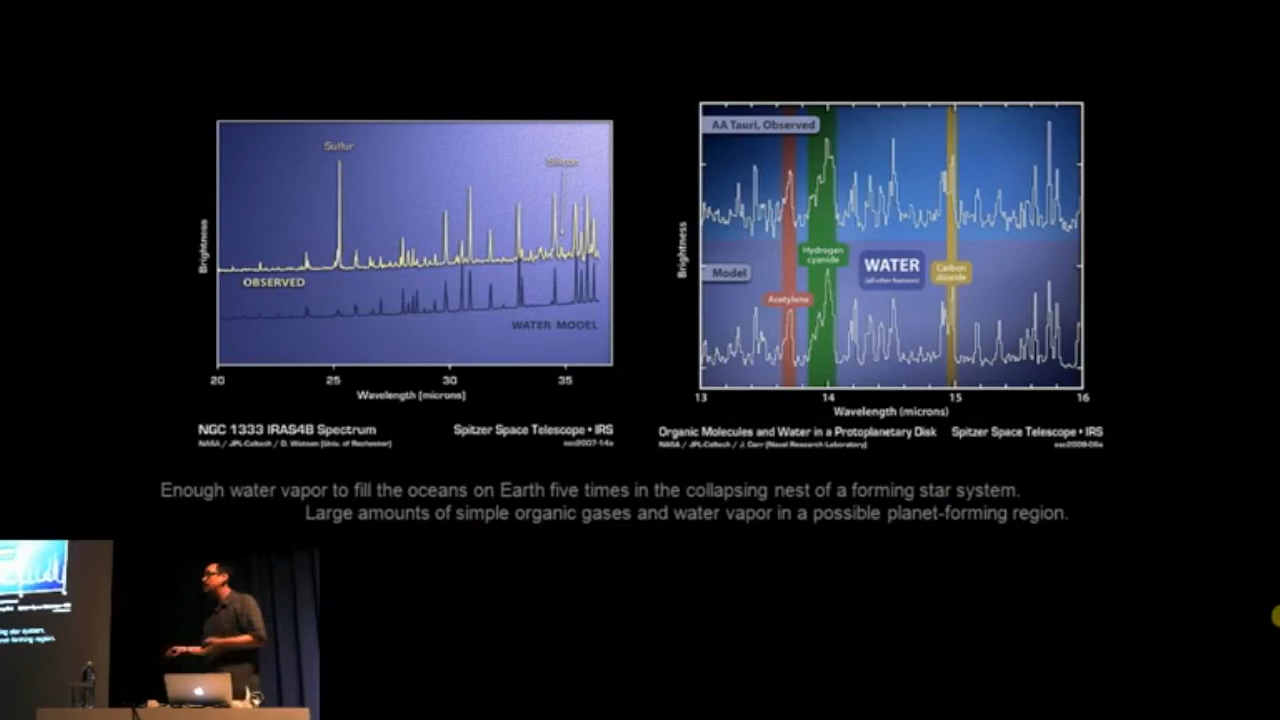 Sulfur
Silicon
Brightness
OBSERVED
WATER MODEL
20 25 30 35
Wavelength (microns)
NGC 1333 IRAS4B Spectrum
Spitzer Space Telescope • IRS
NASA / JPL-Caltech / D. Watson (Univ. of Rochester)
ssc2007-14a
AA Tauri, Observed
Brightness
Hydrogen
cyanide
WATER
(all other features)
Carbon
dioxide
Model
Acetylene
13 14 15 16
Wavelength (microns)
Organic Molecules and Water in a Protoplanetary Disk
Spitzer Space Telescope • IRS
NASA / JPL-Caltech / J. Carr (Naval Research Laboratory)
ssc2008-06a
Enough water vapor to fill the oceans on Earth five times in the collapsing nest of a forming star system.
Large amounts of simple organic gases and water vapor in a possible planet-forming region.